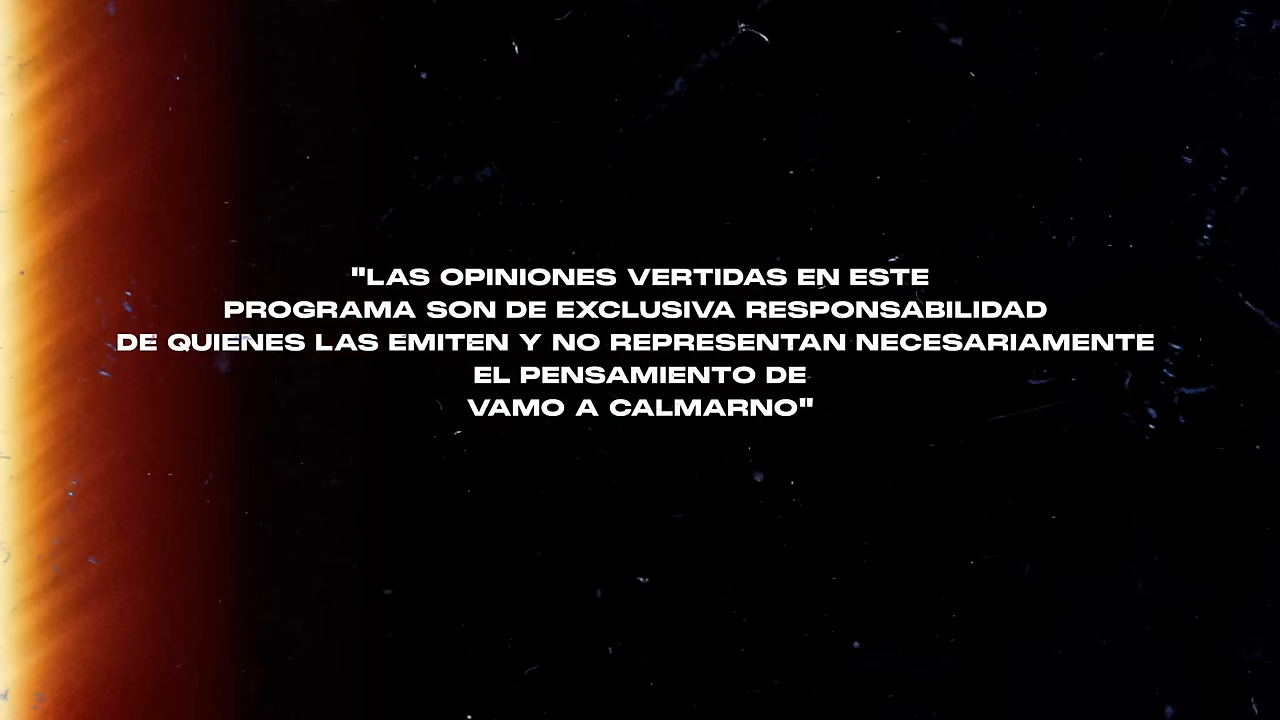 "LAS OPINIONES VERTIDAS EN ESTE
PROGRAMA SON DE EXCLUSIVA RESPONSABILIDAD
DE QUIENES LAS EMITEN Y NO REPRESENTAN NECESARIAMENTE
EL PENSAMIENTO DE
VAMO A CALMARNO"